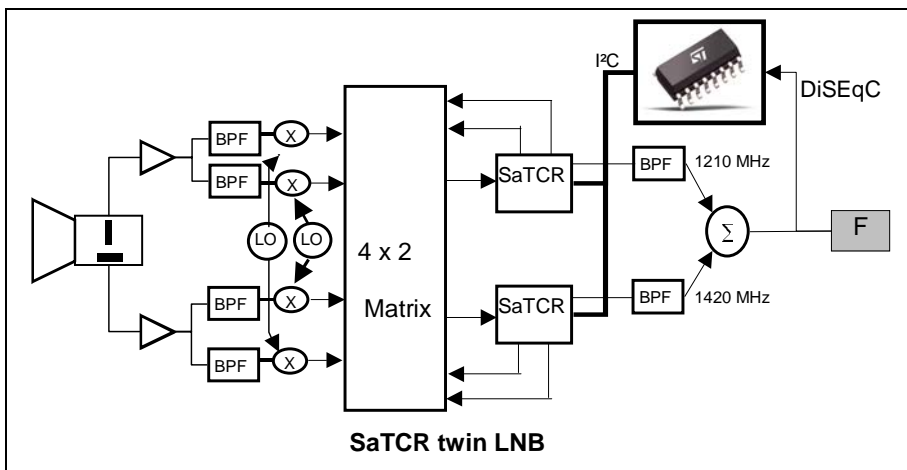 I²C
DiSEqC
ST
BPF
X
BPF
X
LO
LO
BPF
X
BPF
X
4 x 2
Matrix
SaTCR
SaTCR
BPF
1210 MHz
BPF
1420 MHz
Σ
F
SaTCR twin LNB